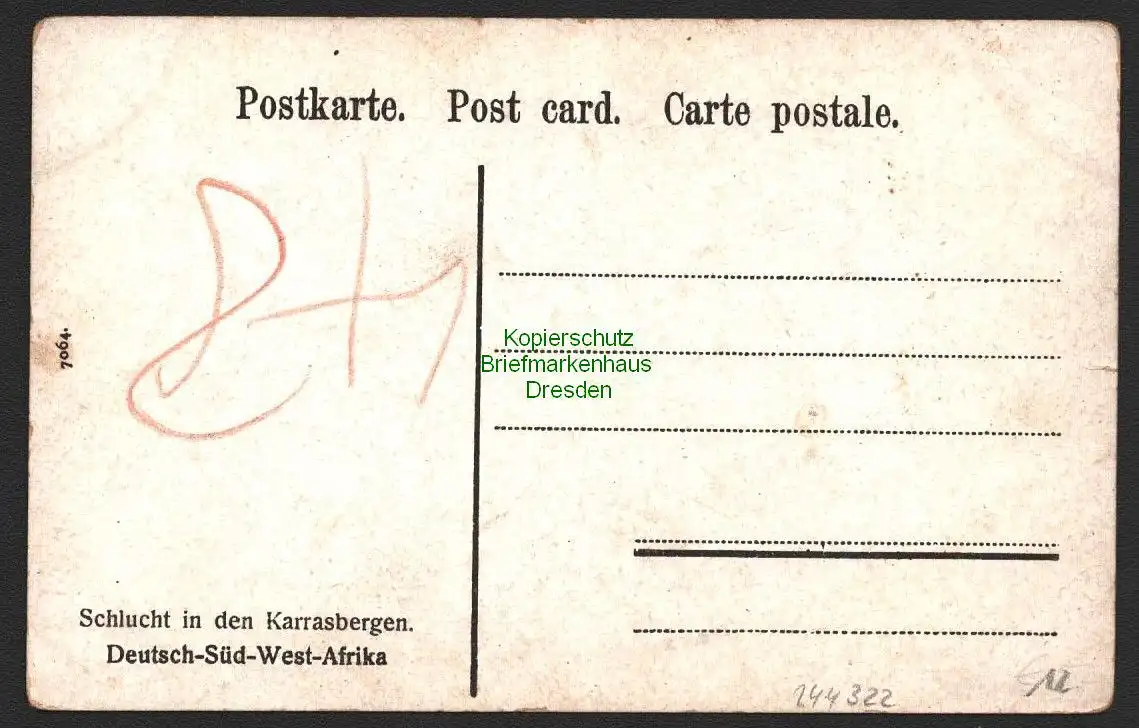 Postkarte. Post card. Carte postale.
7064.
Kopierschutz
Briefmarkenhaus
Dresden
Schlucht in den Karrasbergen.
Deutsch-Süd-West-Afrika
244322